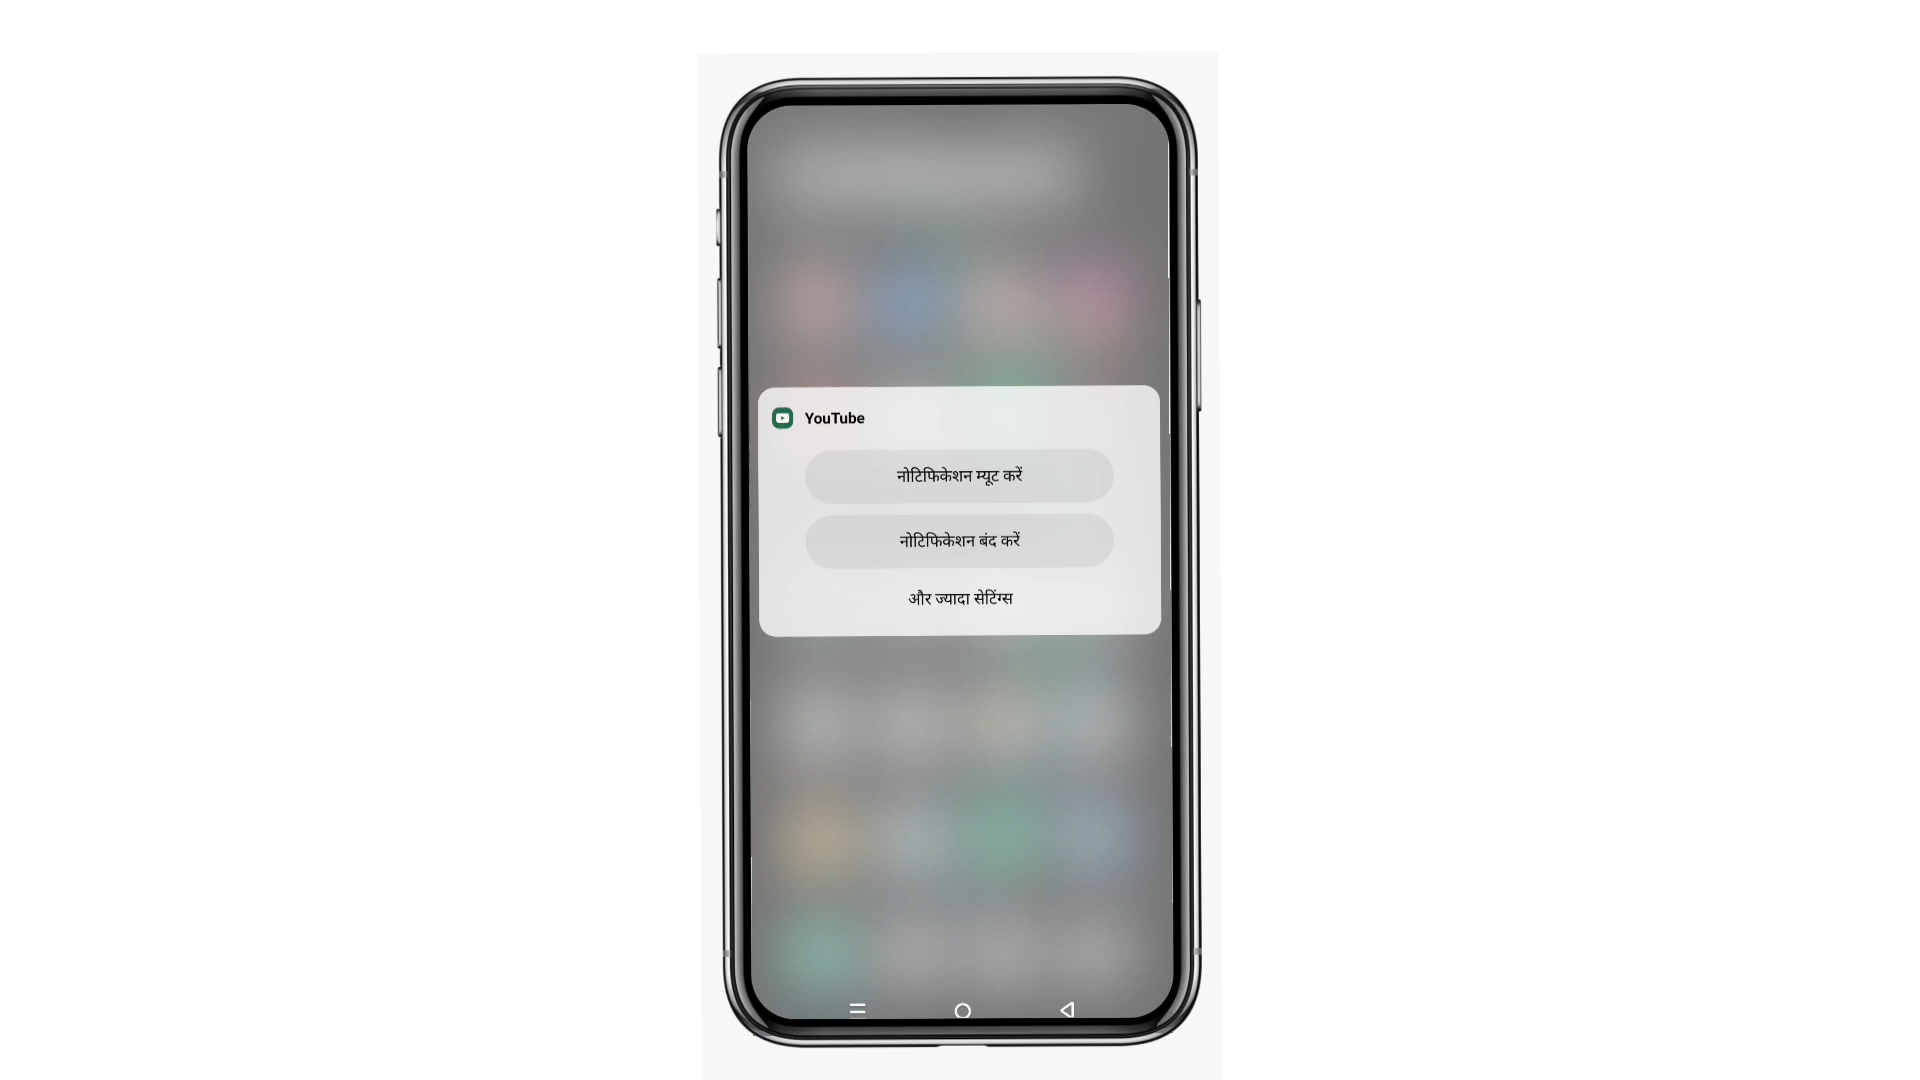 YouTube
नोटिफिकेशन म्यूट करें
नोटिफिकेशन बंद करें
और ज्यादा सेटिंग्स